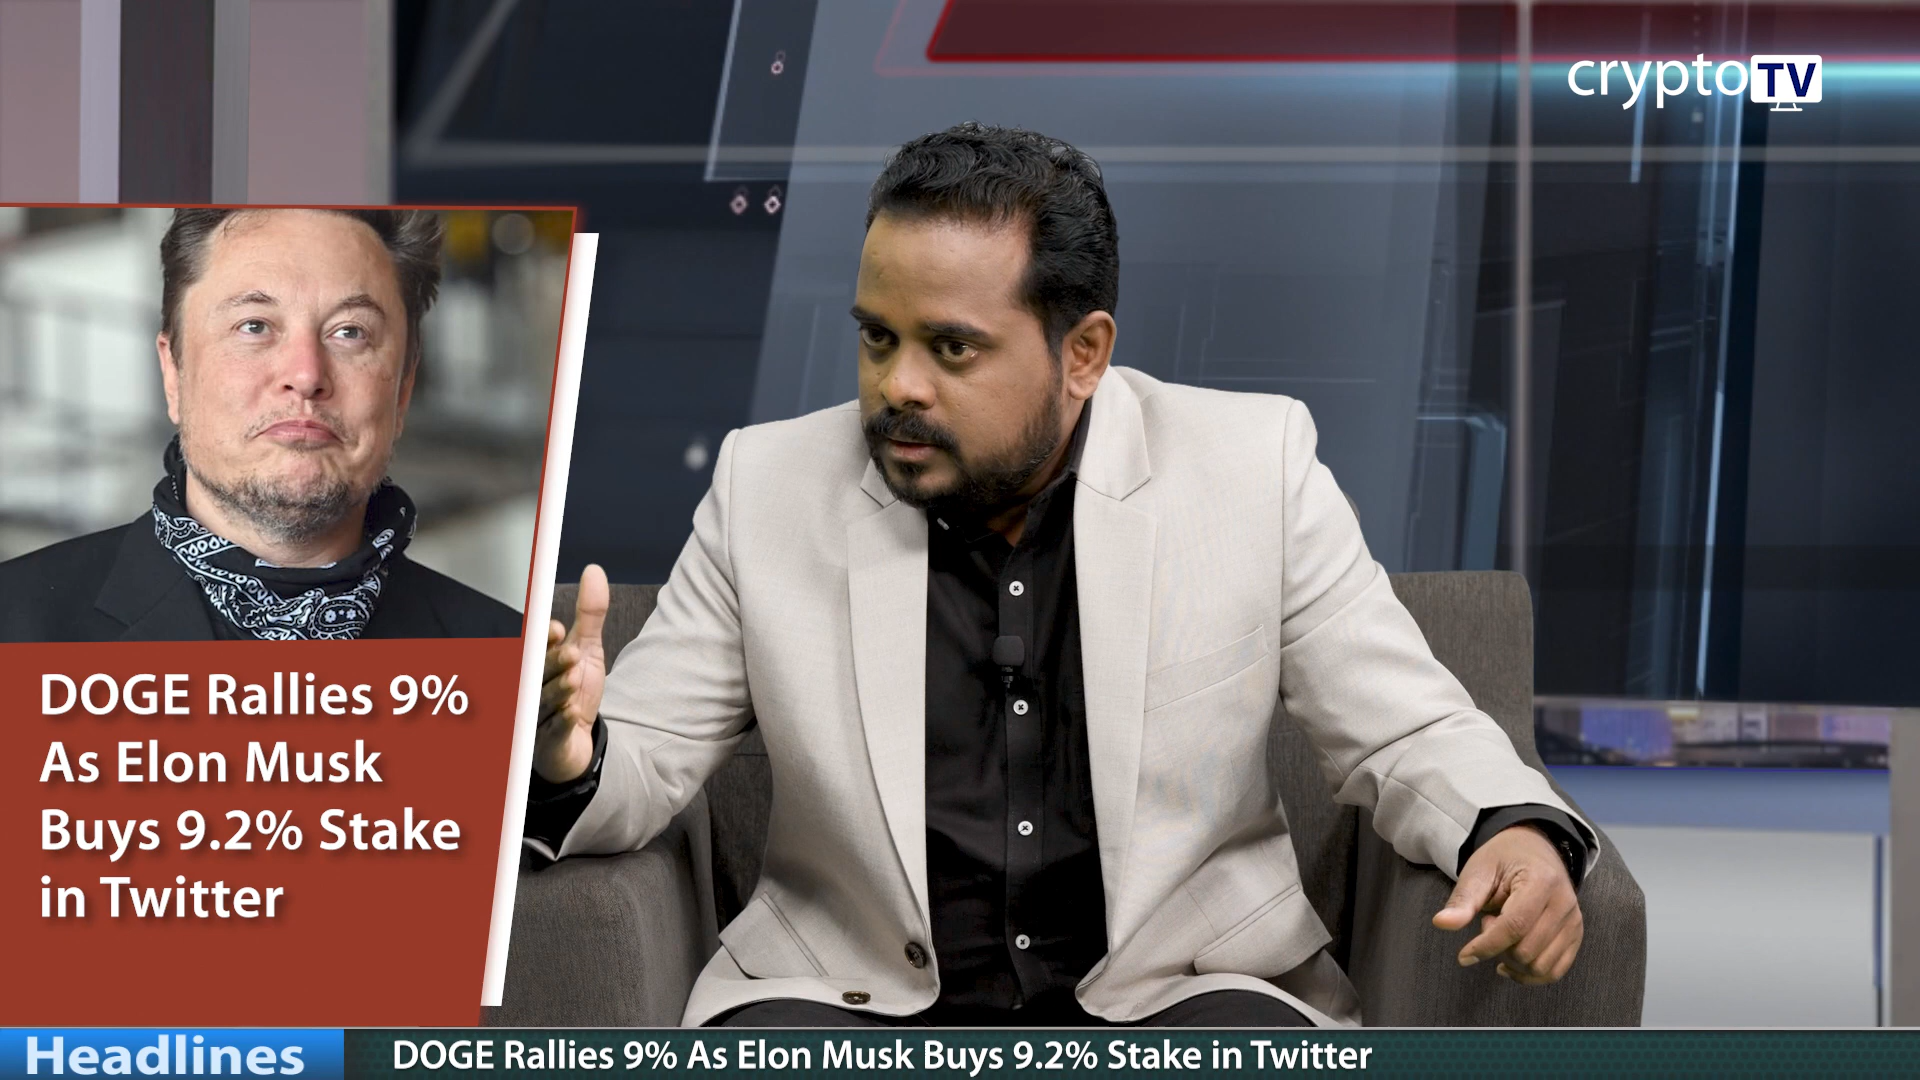 cryptoTV
DOGE Rallies 9%
As Elon Musk
Buys 9.2% Stake
in Twitter
Headlines
DOGE Rallies 9% As Elon Musk Buys 9.2% Stake in Twitter